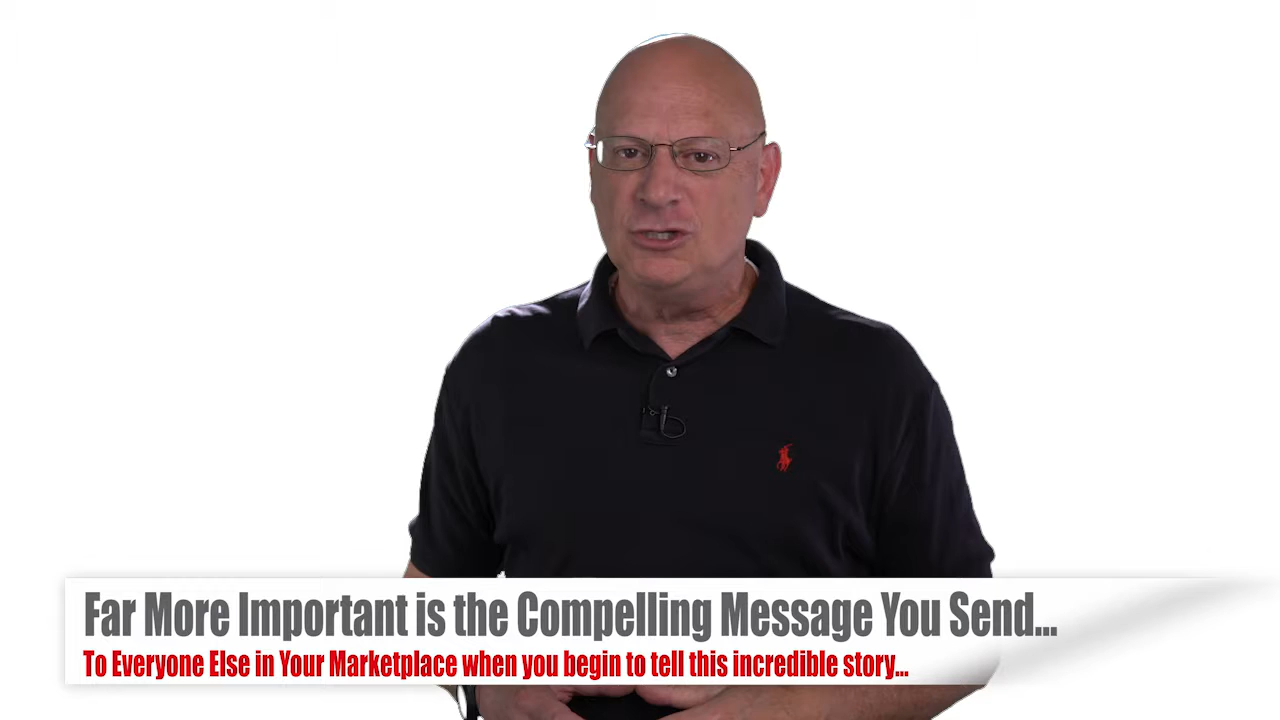 Far More Important is the Compelling Message You Send...
To Everyone Else in Your Marketplace when you begin to tell this incredible story...